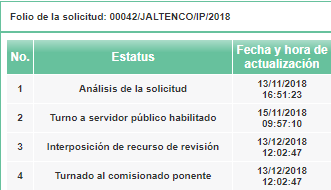 Folio de la solicitud: 00042/JALTENCO/IP/2018
No. Estatus Fecha y hora de actualización
1 Análisis de la solicitud 13/11/2018 16:51:23
2 Turno a servidor público habilitado 15/11/2018 09:57:10
3 Interposición de recurso de revisión 13/12/2018 12:02:47
4 Turnado al comisionado ponente 13/12/2018 12:02:47